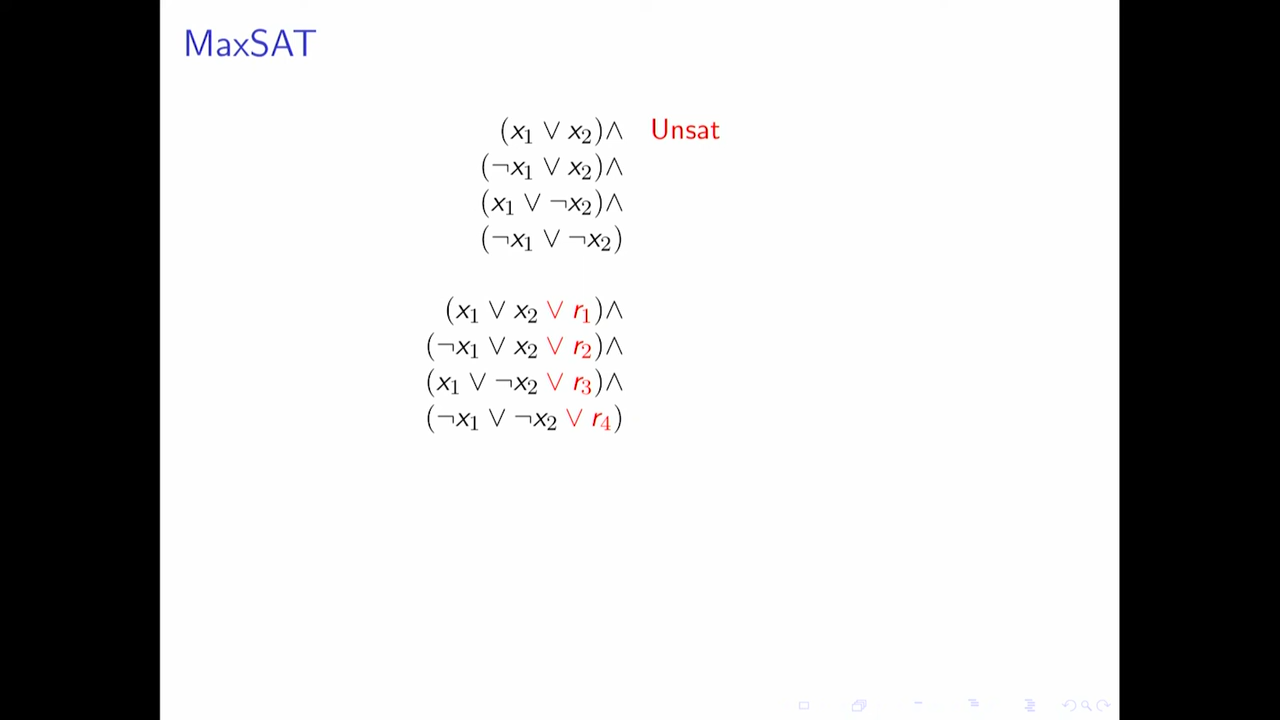 MaxSAT
(x₁ ∨ x₂)∧ Unsat
(¬x₁ ∨ x₂)∧
(x₁ ∨ ¬x₂)∧
(¬x₁ ∨ ¬x₂)
(x₁ ∨ x₂ ∨ r₁)∧
(¬x₁ ∨ x₂ ∨ r₂)∧
(x₁ ∨ ¬x₂ ∨ r₃)∧
(¬x₁ ∨ ¬x₂ ∨ r₄)